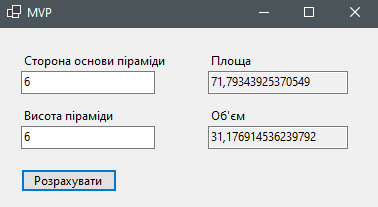 MVP
Сторона основи піраміди
6
Площа
71,79343925370549
Висота піраміди
6
Об'єм
31,176914536239792
Розрахувати